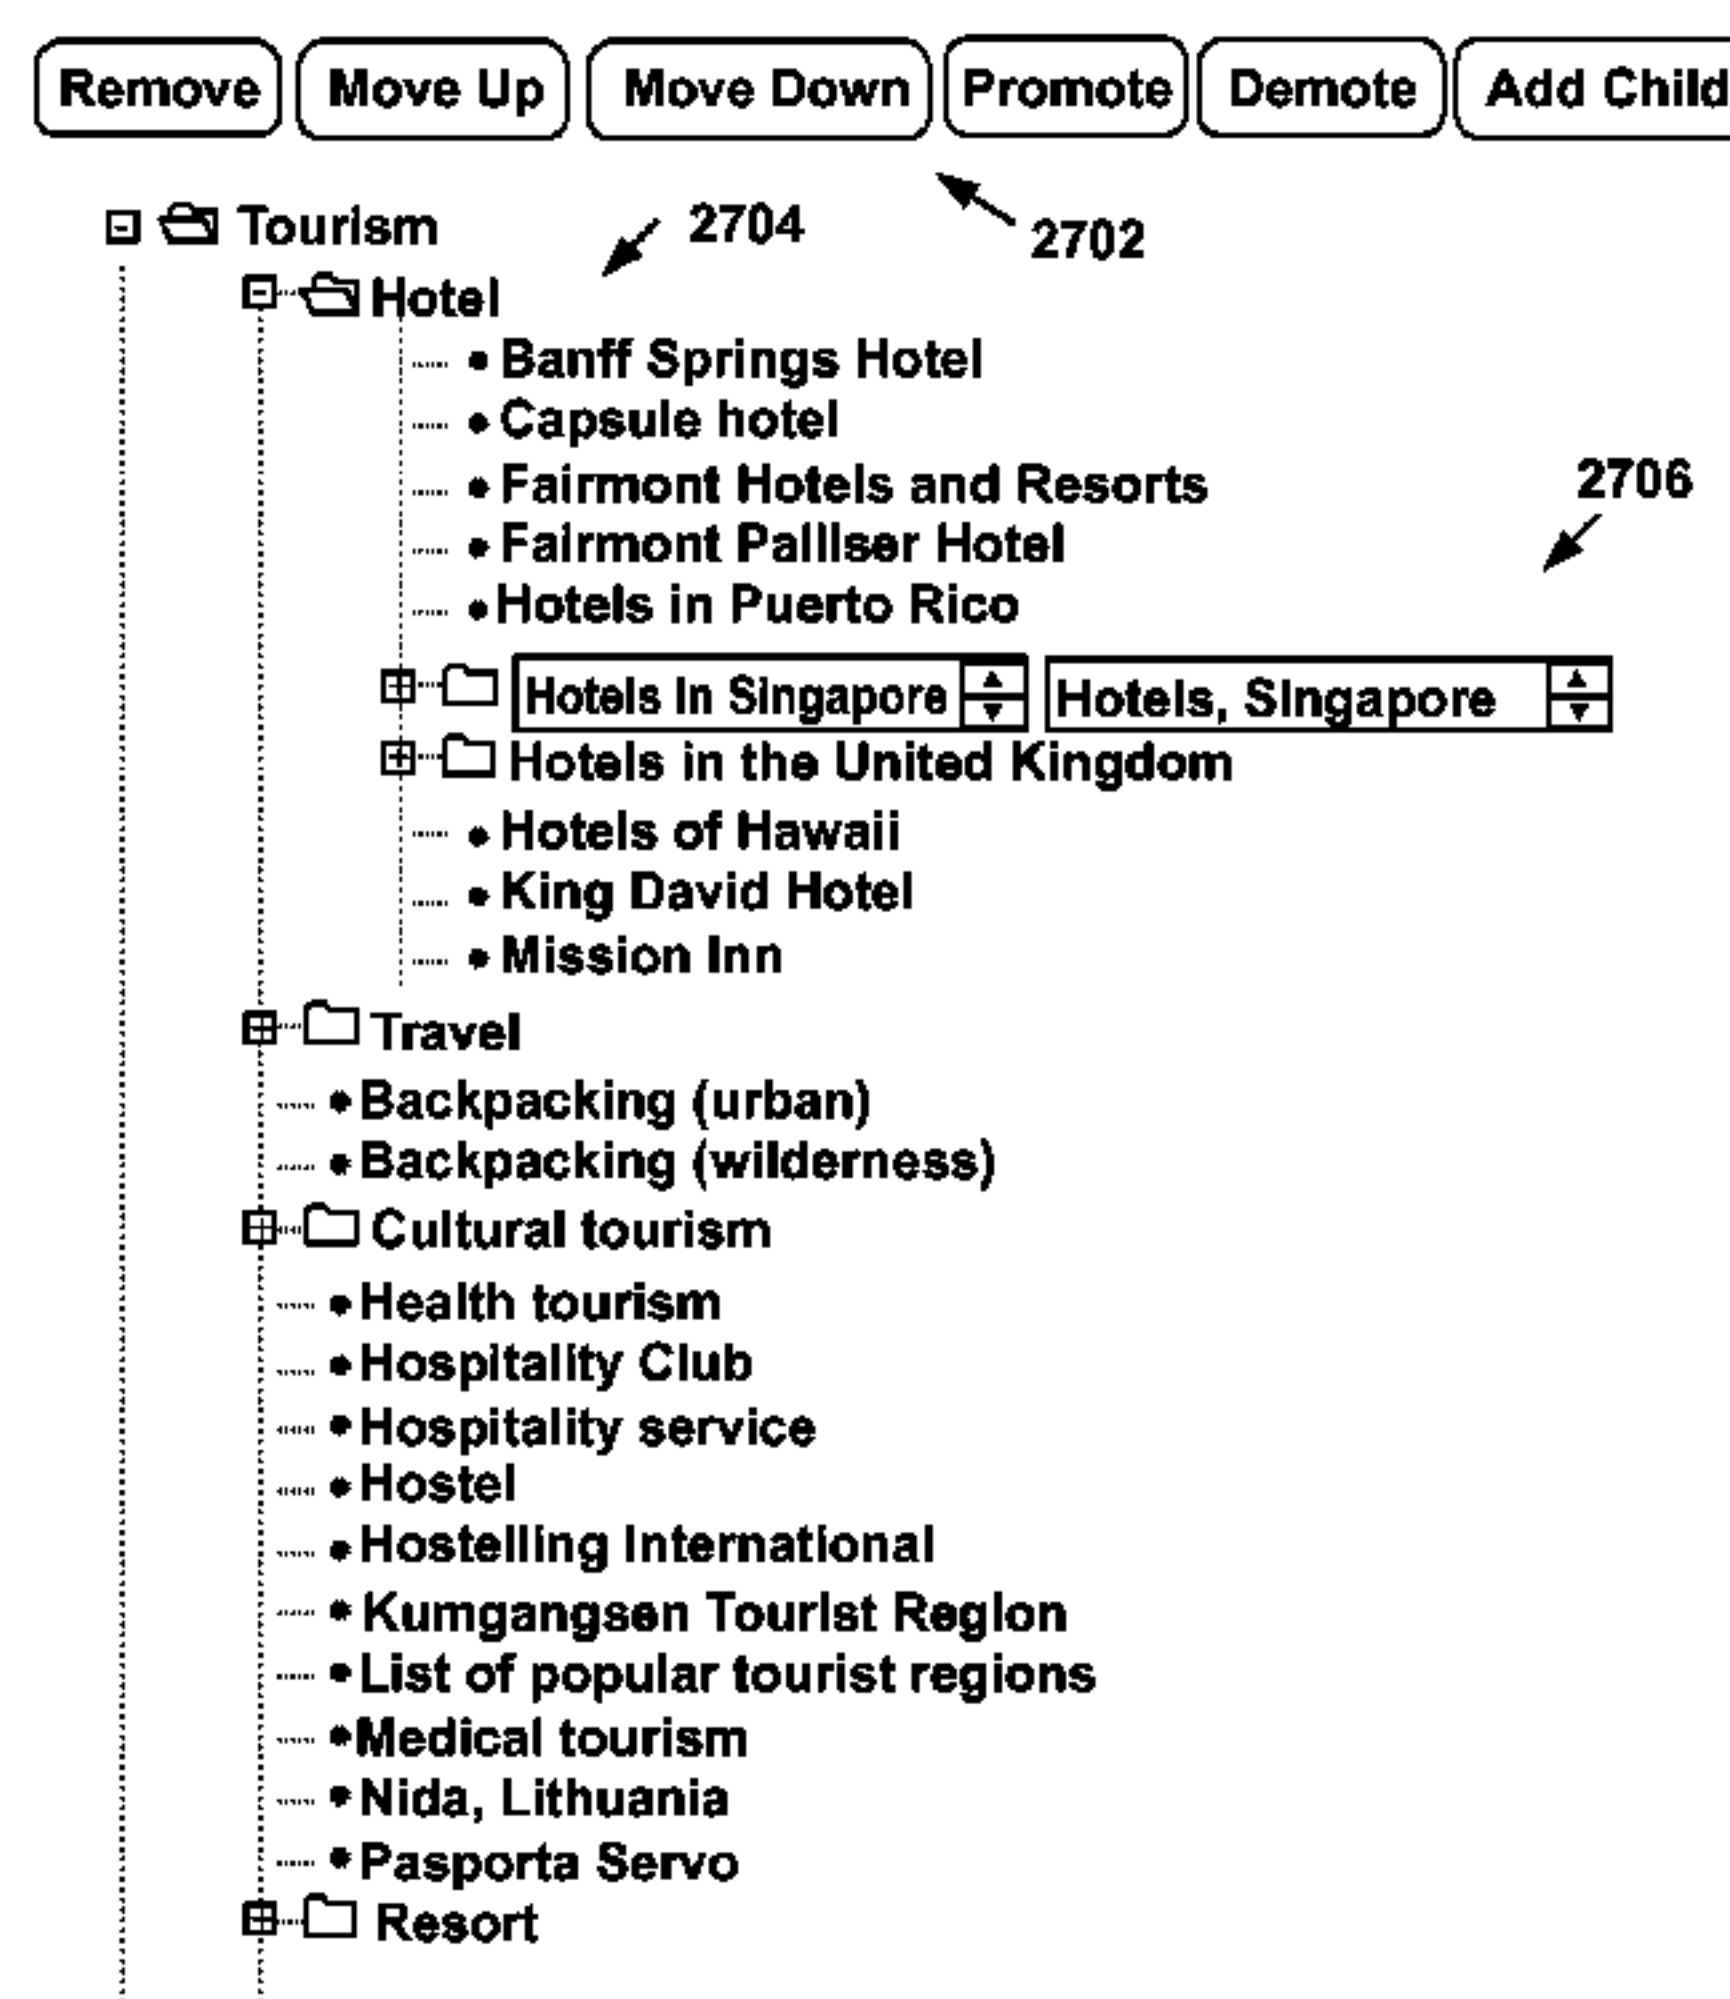 Remove Move Up Move Down Promote Demote Add Child
Tourism 2704 2702
Hotel
Banff Springs Hotel
Capsule hotel
Fairmont Hotels and Resorts 2706
Fairmont Palliser Hotel
Hotels in Puerto Rico
Hotels In Singapore Hotels, Singapore
Hotels in the United Kingdom
Hotels of Hawaii
King David Hotel
Mission Inn
Travel
Backpacking (urban)
Backpacking (wilderness)
Cultural tourism
Health tourism
Hospitality Club
Hospitality service
Hostel
Hostelling International
Kumgangsen Tourist Region
List of popular tourist regions
Medical tourism
Nida, Lithuania
Pasporta Servo
Resort